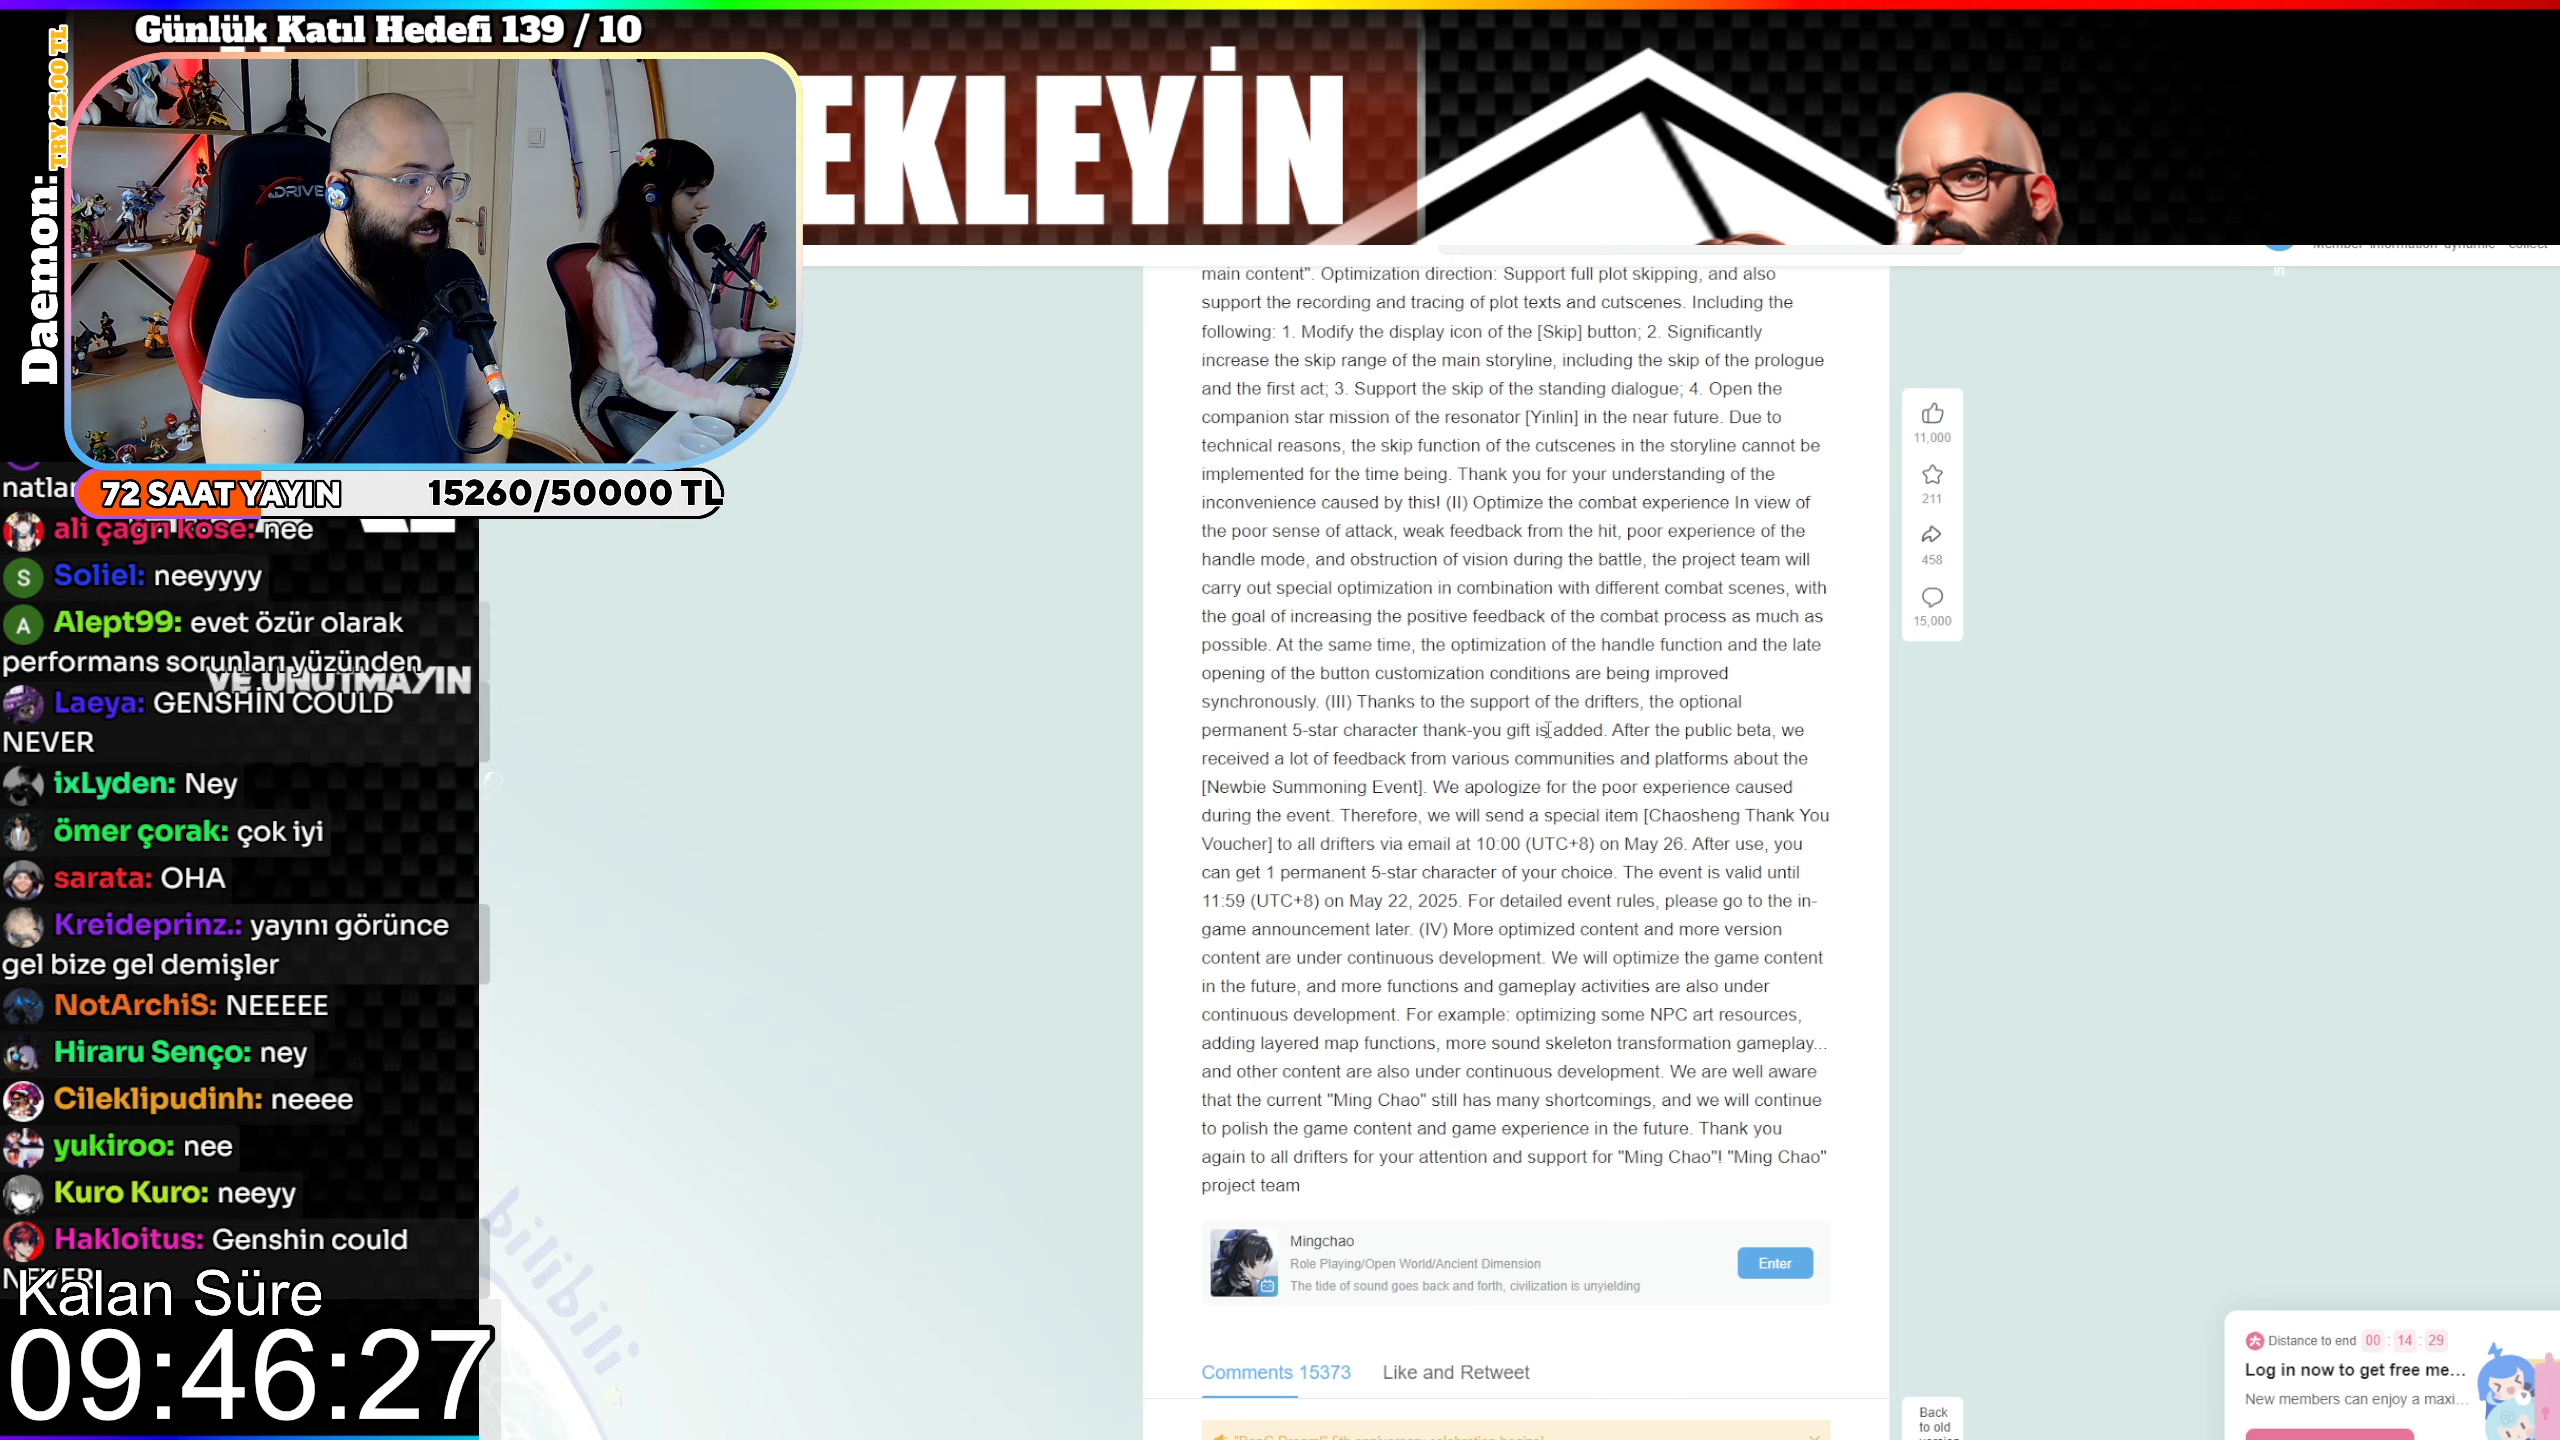 Günlük Katıl Hedefi 139 / 10
Daemon: TRY 25.00 TL
XDRIVE
EKLEYİN
72 SAAT YAYIN 15260/50000 TL
natlar
ali çağrı köse: nee
Soliel: neeyyyy
Alept99: evet özür olarak
performans sorunları yüzünden
VE UNUTMAYIN
Laeya: GENSHİN COULD
NEVER
ixLyden: Ney
ömer çorak: çok iyi
sarata: OHA
Kreideprinz.: yayını görünce
gel bize gel demişler
NotArchiS: NEEEEE
Hiraru Senço: ney
Cileklipudinh: neeee
yukiroo: nee
Kuro Kuro: neeyy
Hakloitus: Genshin could
NEVER
Kalan Süre
09:46:27
Member information dynamic collect
in
main content". Optimization direction: Support full plot skipping, and also
support the recording and tracing of plot texts and cutscenes. Including the
following: 1. Modify the display icon of the [Skip] button; 2. Significantly
increase the skip range of the main storyline, including the skip of the prologue
and the first act; 3. Support the skip of the standing dialogue; 4. Open the
companion star mission of the resonator [Yinlin] in the near future. Due to
technical reasons, the skip function of the cutscenes in the storyline cannot be
implemented for the time being. Thank you for your understanding of the
inconvenience caused by this! (II) Optimize the combat experience In view of
the poor sense of attack, weak feedback from the hit, poor experience of the
handle mode, and obstruction of vision during the battle, the project team will
carry out special optimization in combination with different combat scenes, with
the goal of increasing the positive feedback of the combat process as much as
possible. At the same time, the optimization of the handle function and the late
opening of the button customization conditions are being improved
synchronously. (III) Thanks to the support of the drifters, the optional
permanent 5-star character thank-you gift is added. After the public beta, we
received a lot of feedback from various communities and platforms about the
[Newbie Summoning Event]. We apologize for the poor experience caused
during the event. Therefore, we will send a special item [Chaosheng Thank You
Voucher] to all drifters via email at 10:00 (UTC+8) on May 26. After use, you
can get 1 permanent 5-star character of your choice. The event is valid until
11:59 (UTC+8) on May 22, 2025. For detailed event rules, please go to the in-
game announcement later. (IV) More optimized content and more version
content are under continuous development. We will optimize the game content
in the future, and more functions and gameplay activities are also under
continuous development. For example: optimizing some NPC art resources,
adding layered map functions, more sound skeleton transformation gameplay...
and other content are also under continuous development. We are well aware
that the current "Ming Chao" still has many shortcomings, and we will continue
to polish the game content and game experience in the future. Thank you
again to all drifters for your attention and support for "Ming Chao"! "Ming Chao"
project team
Mingchao
Role Playing/Open World/Ancient Dimension
The tide of sound goes back and forth, civilization is unyielding
Enter
Comments 15373 Like and Retweet
11,000
211
458
15,000
bilibili
Distance to end 00 : 14 : 29
Log in now to get free me...
New members can enjoy a maxi...
Back
to old